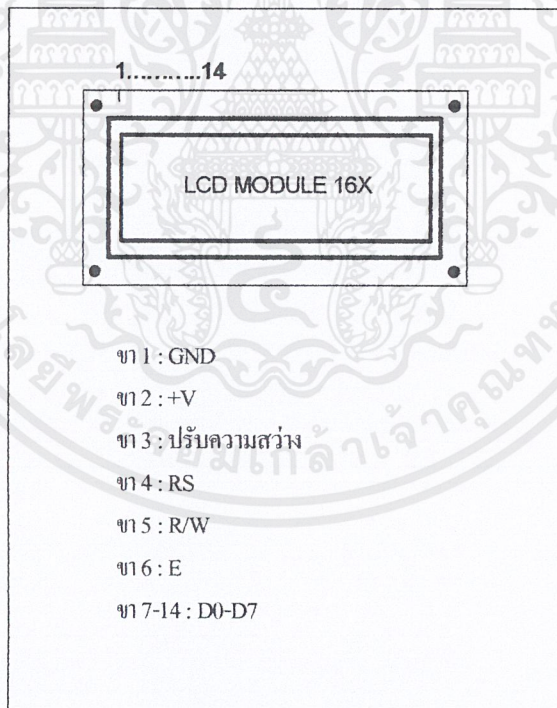 1...........14
LCD MODULE 16X
ขา 1 : GND
ขา 2 : +V
ขา 3 : ปรับความสว่าง
ขา 4 : RS
ขา 5 : R/W
ขา 6 : E
ขา 7-14 : D0-D7